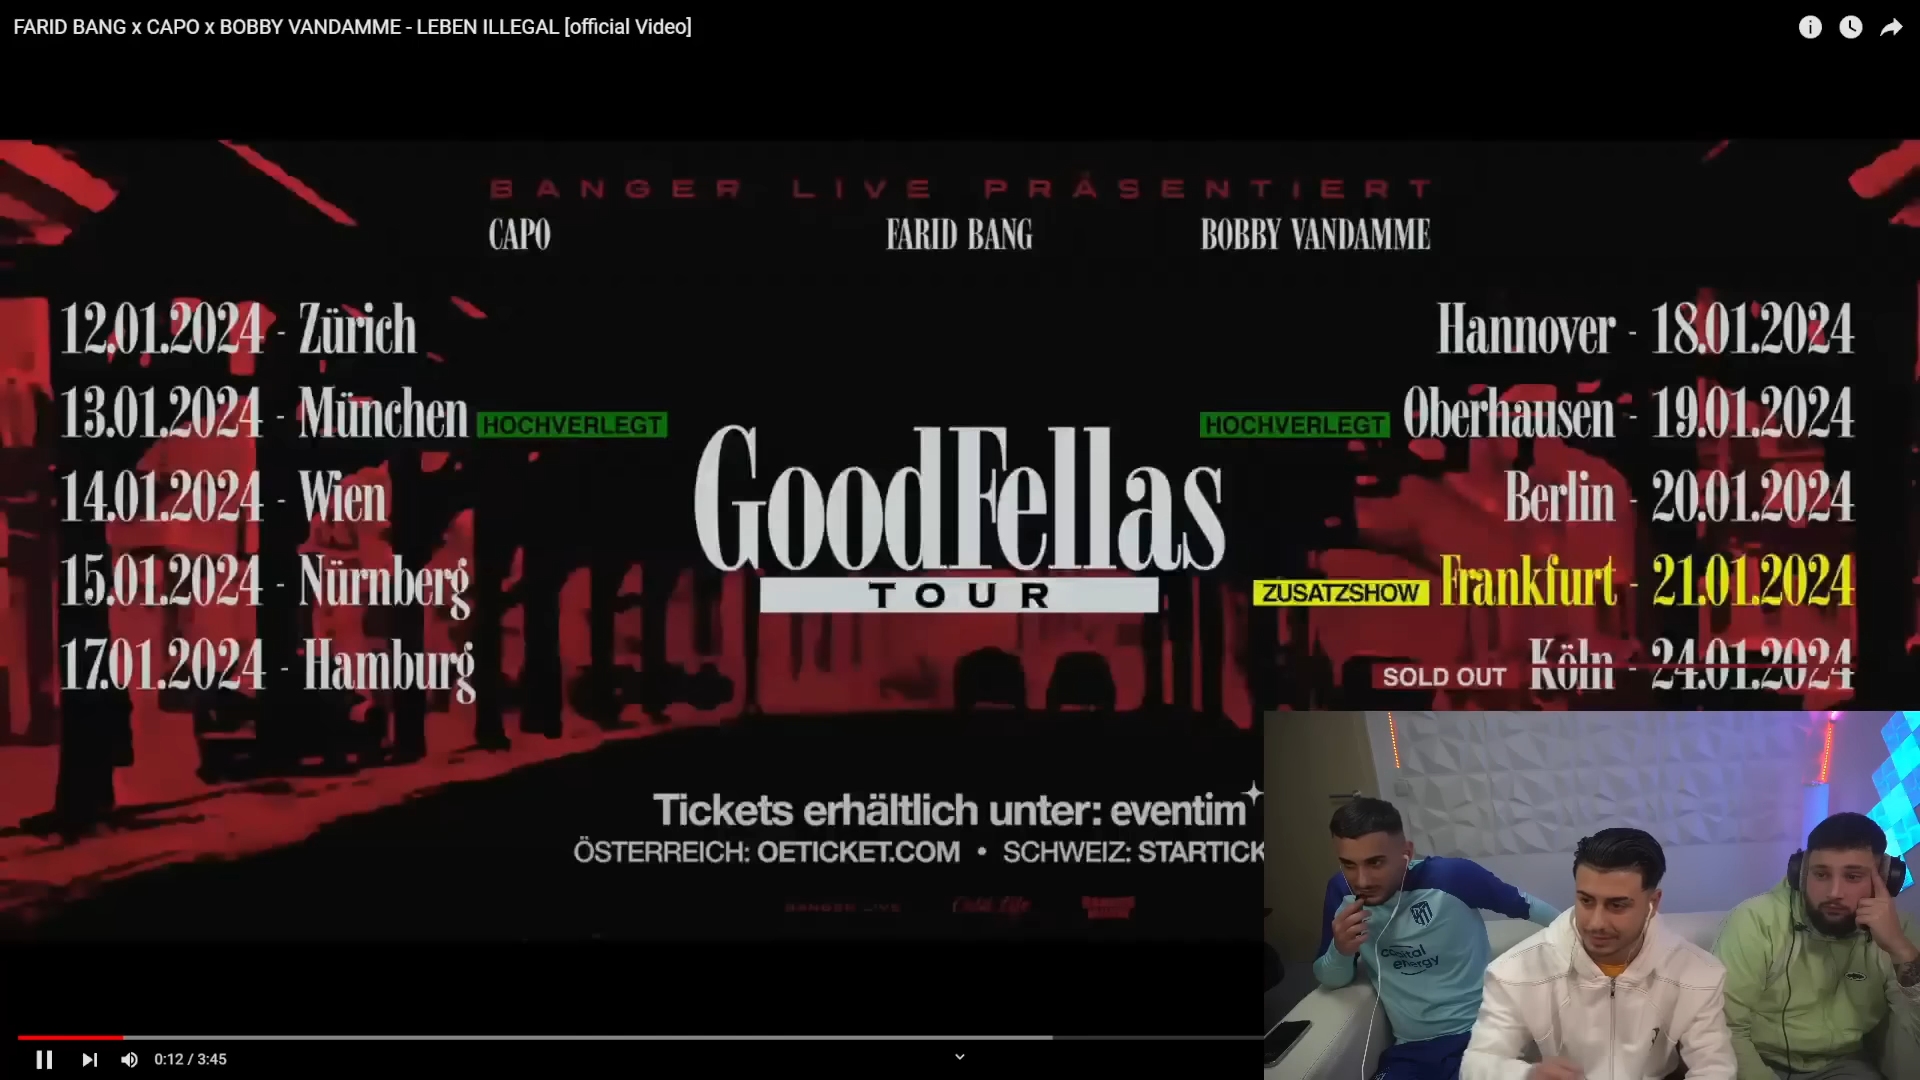 FARID BANG x CAPO x BOBBY VANDAMME - LEBEN ILLEGAL [official Video]
BANGER LIVE PRÄSENTIERT
CAPO FARID BANG BOBBY VANDAMME
12.01.2024 - Zürich
13.01.2024 - München HOCHVERLEGT
14.01.2024 - Wien
15.01.2024 - Nürnberg
17.01.2024 - Hamburg
GoodFellas
TOUR
Hannover - 18.01.2024
HOCHVERLEGT Oberhausen - 19.01.2024
Berlin - 20.01.2024
ZUSATZSHOW Frankfurt - 21.01.2024
SOLD OUT Köln - 24.01.2024
Tickets erhältlich unter: eventim
ÖSTERREICH: OETICKET.COM • SCHWEIZ: STARTICK
BANGER LIVE
capital
energy
0:12 / 3:45